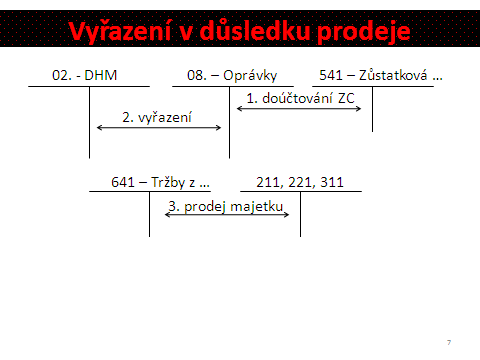 Vyřazení v důsledku prodeje
02. - DHM 08. – Oprávky 541 – Zůstatková ...
1. doúčtování ZC
2. vyřazení
641 – Tržby z ... 211, 221, 311
3. prodej majetku
7